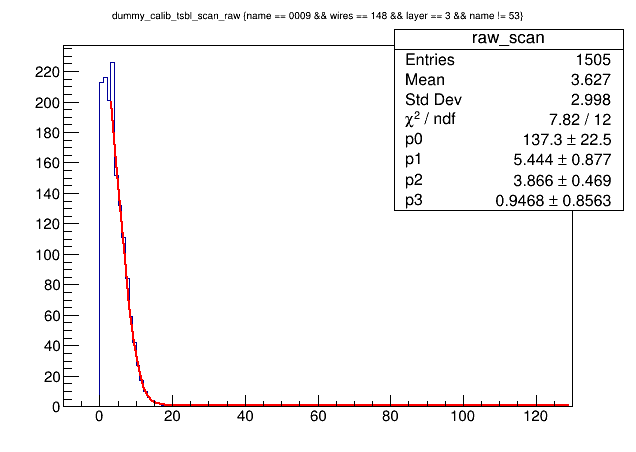 dummy_calib_tsbl_scan_raw {name == 0009 && wires == 148 && layer == 3 && name != 53}
raw_scan
Entries 1505
Mean 3.627
Std Dev 2.998
χ² / ndf 7.82 / 12
p0 137.3 ± 22.5
p1 5.444 ± 0.877
p2 3.866 ± 0.469
p3 0.9468 ± 0.8563
220
200
180
160
140
120
100
80
60
40
20
0
0 20 40 60 80 100 120